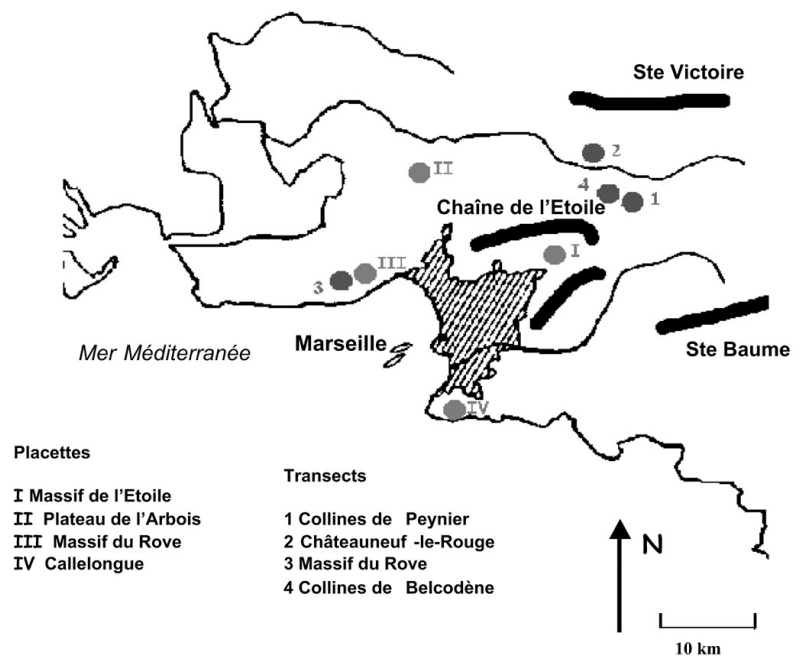 Ste Victoire
2
II
4
1
Chaîne de l'Etoile
I
III
3
Marseille
Mer Méditerranée
Ste Baume
IV
Placettes
I Massif de l'Etoile
II Plateau de l'Arbois
III Massif du Rove
IV Callelongue
Transects
1 Collines de Peynier
2 Châteauneuf -le-Rouge
3 Massif du Rove
4 Collines de Belcodène
N
10 km